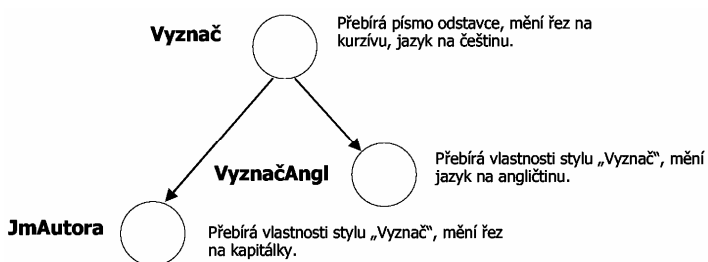 Vyznač
Přebírá písmo odstavce, mění řez na
kurzívu, jazyk na češtinu.
VyznačAngl
Přebírá vlastnosti stylu „Vyznač“, mění
jazyk na angličtinu.
JmAutora
Přebírá vlastnosti stylu „Vyznač“, mění řez
na kapitálky.